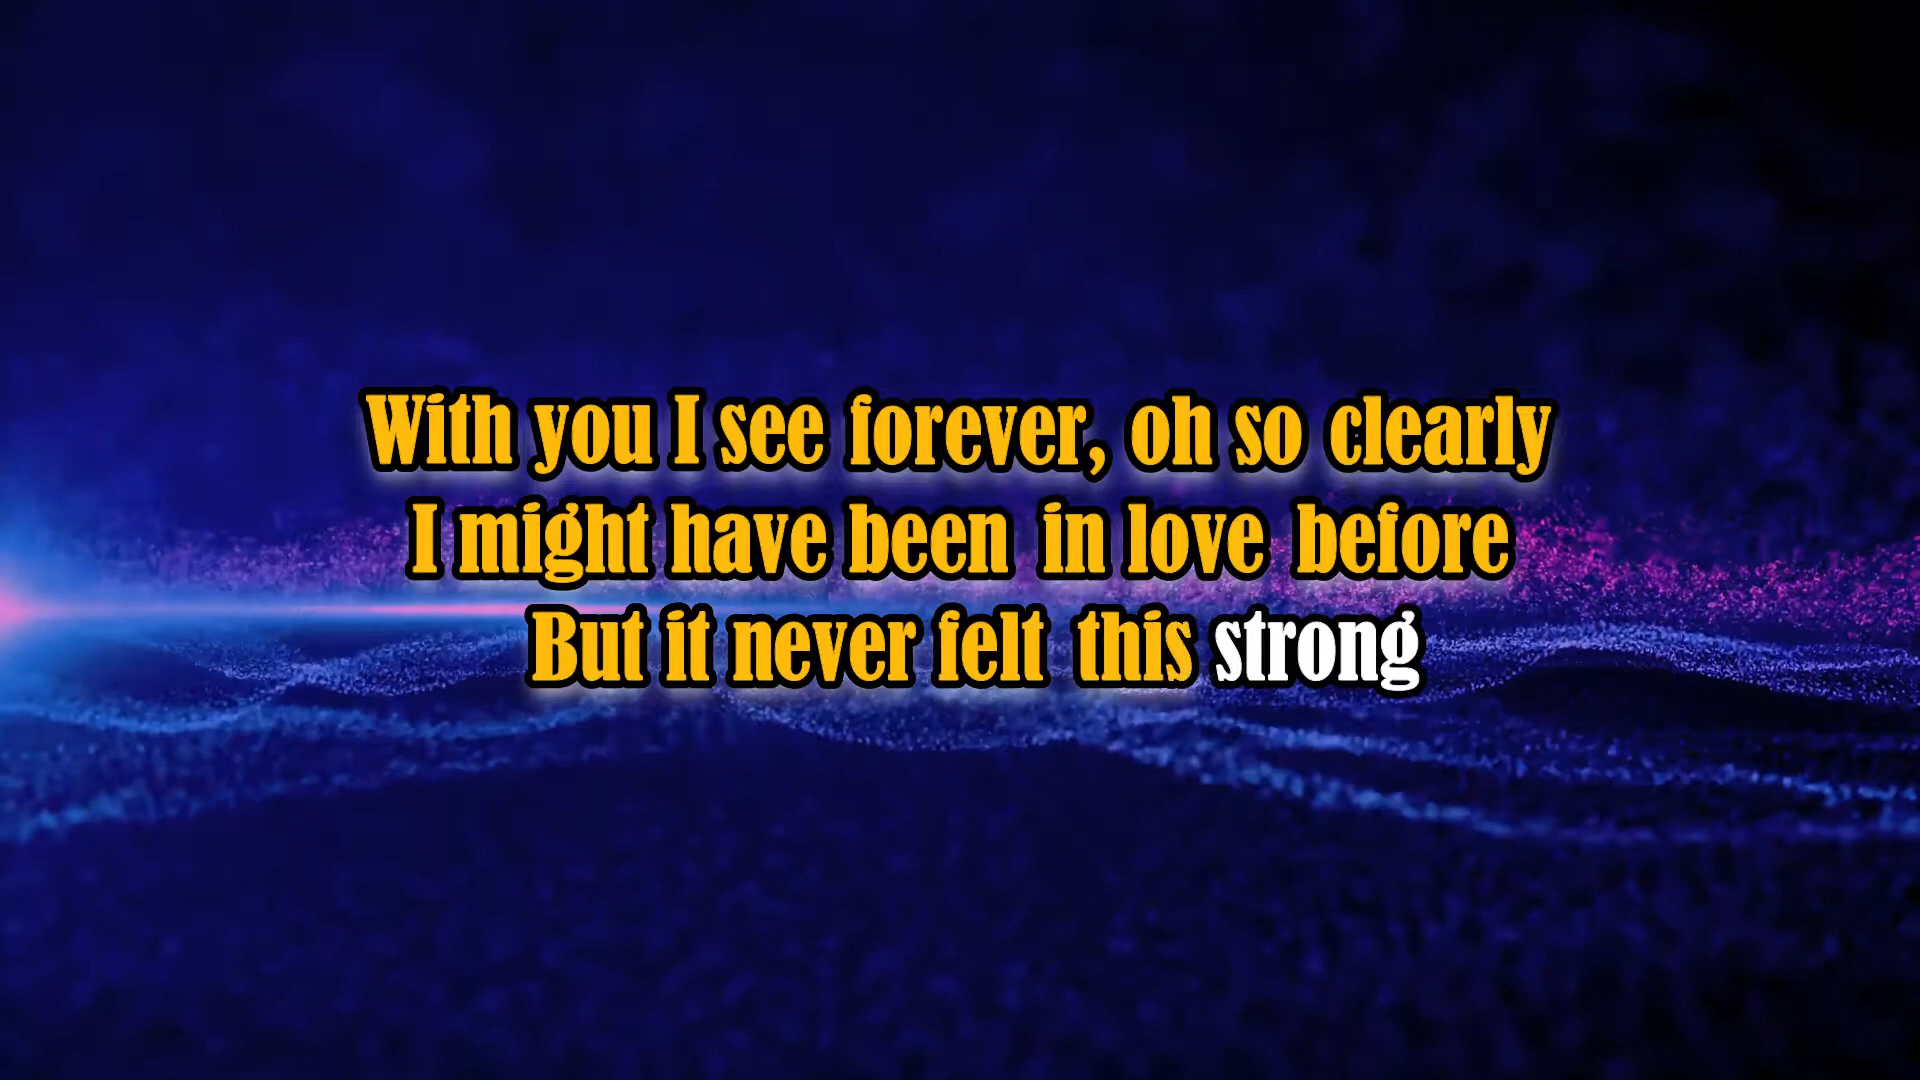 With you I see forever, oh so clearly
I might have been in love before
But it never felt this strong